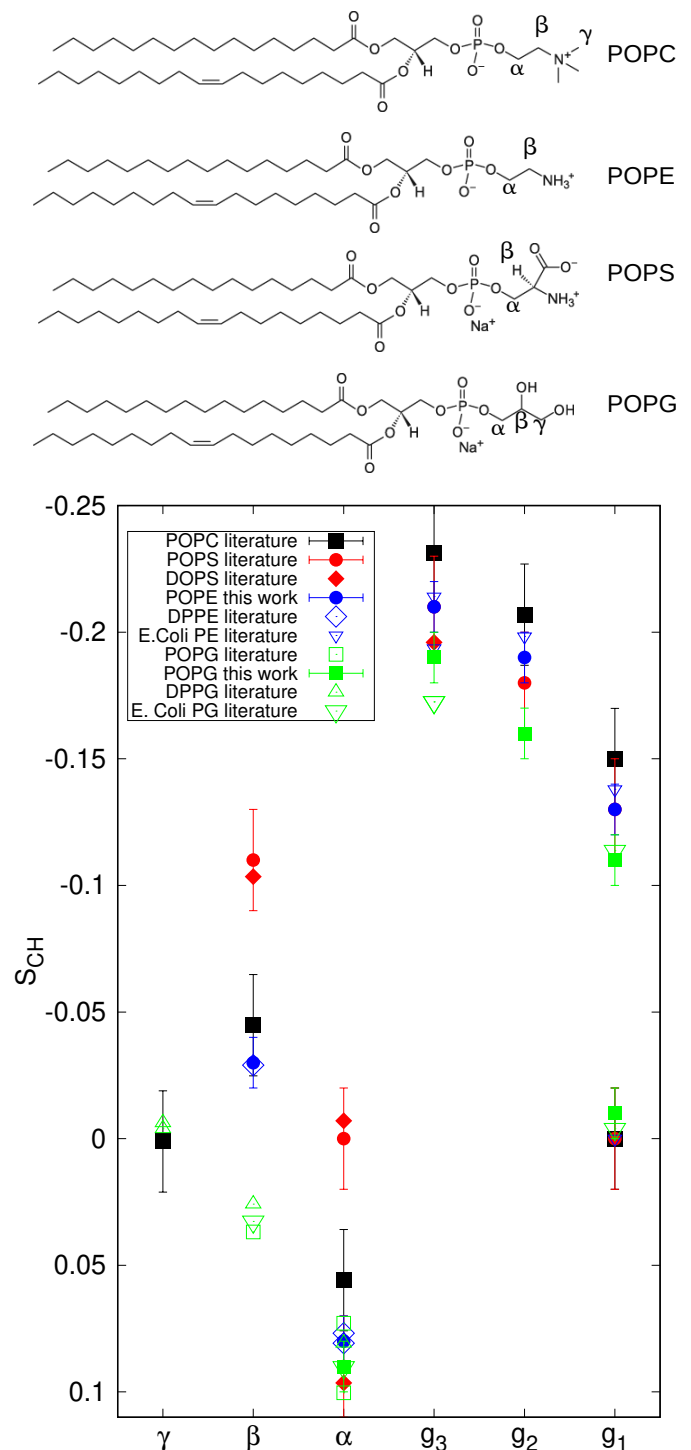 O
O
O
P
O
O⁻
α
β
N⁺
γ
O
O
H
POPC
O
O
O
P
O
O⁻
α
β
NH₃⁺
O
O
H
POPE
O
O
O
P
O
O⁻
Na⁺
α
β
H
O
O⁻
NH₃⁺
O
O
H
POPS
O
O
O
P
O
O⁻
Na⁺
α
β
γ
OH
OH
O
O
H
POPG
-0.25
-0.2
-0.15
-0.1
-0.05
0
0.05
0.1
S_CH
POPC literature
POPS literature
DOPS literature
POPE this work
DPPE literature
E.Coli PE literature
POPG literature
POPG this work
DPPG literature
E. Coli PG literature
γ β α g₃ g₂ g₁